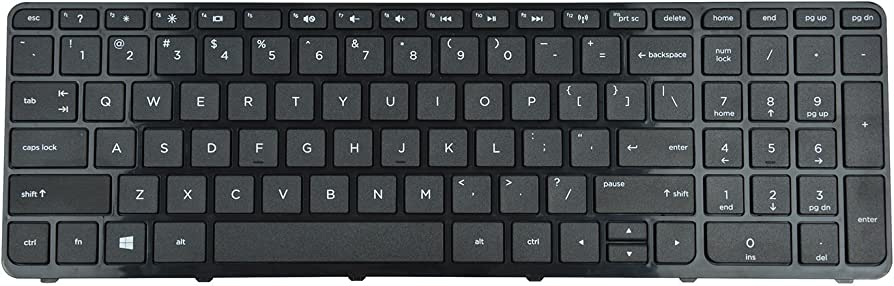 esc f1 ? f2 f3 f4 f5 f6 f7 f8 f9 f10 f11 f12 ins prt sc delete home end pg up pg dn
~ ` ! 1 @ 2 # 3 $ 4 % 5 ^ 6 & 7 * 8 ( 9 ) 0 _ - + = ← backspace num lock / * -
tab Q W E R T Y U I O P { [ } ] | \ 7 home 8 ↑ 9 pg up +
caps lock A S D F G H J K L : ; " ' enter 4 ← 5 6 →
shift ↑ Z X C V B N M < , > . ? / pause ↑ shift 1 end 2 ↓ 3 pg dn enter
ctrl fn alt alt ctrl ◄ ▲ ▼ ► 0 ins . del